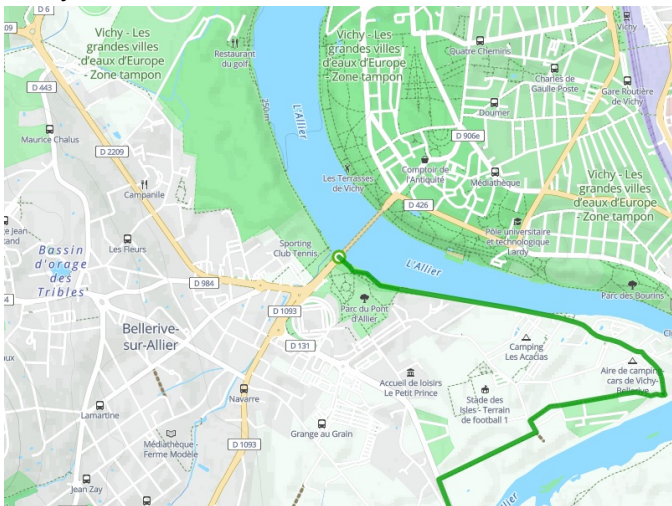 D 6
09
Vichy - Les
grandes villes
d'eaux d'Europe
- Zone tampon
Restaurant
du golf
Vichy - Les
grandes villes
d'eaux d'Europe
- Zone tampon
Quatre Chemins
Vichy
D 443
250 m
L'Allier
Charles de
Gaulle Poste
Gare Routière
de Vichy
Doumer
Maurice Chalus
D 2209
D 906e
Comptoir de
l'Antiquité
Vichy - Les
grandes villes
d'eaux d'Europe
- Zone tampon
Les Terrasses
de Vichy
Médiathèque
Campanile
D 426
Pôle universitaire
et technologique
Lardy
ge Jean
stand
Les Fleurs
Sporting
Club Tennis
Bassin
d'orage
des
Tribles
L'Allier
D 984
Parc des Bourins
D 1093
Parc du Pont
d'Allier
Bellerive-
sur-Allier
D 131
Camping
Les Acacias
Aire de camping-
cars de Vichy-
Bellerive
Accueil de loisirs
Le Petit Prince
Stade des
Isles - Terrain
de football 1
Navarre
Lamartine
Grange au Grain
Médiathèque -
Ferme Modèle
D 1093
Jean Zay